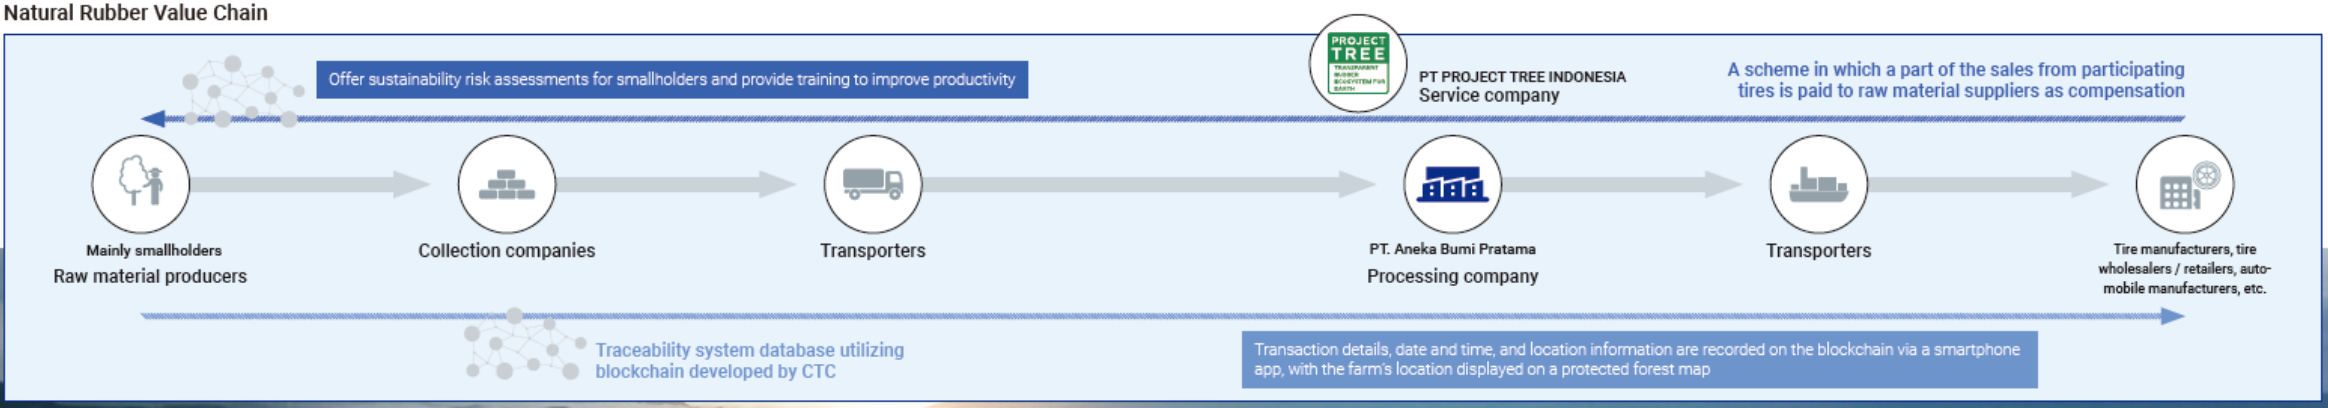 Natural Rubber Value Chain
Offer sustainability risk assessments for smallholders and provide training to improve productivity
PROJECT
TREE
TRANSPARENT
RUBBER
ECOSYSTEM FOR
EARTH
PT PROJECT TREE INDONESIA
Service company
A scheme in which a part of the sales from participating
tires is paid to raw material suppliers as compensation
Mainly smallholders
Raw material producers
Collection companies
Transporters
PT. Aneka Bumi Pratama
Processing company
Transporters
Tire manufacturers, tire
wholesalers / retailers, auto-
mobile manufacturers, etc.
Traceability system database utilizing
blockchain developed by CTC
Transaction details, date and time, and location information are recorded on the blockchain via a smartphone
app, with the farm's location displayed on a protected forest map